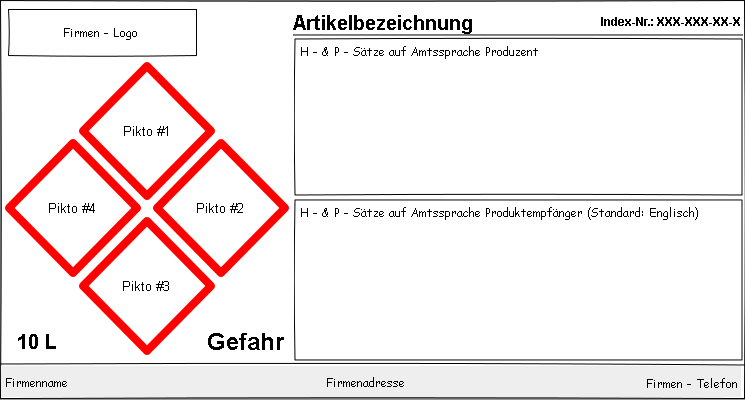 Firmen - Logo
Artikelbezeichnung
Index-Nr.: XXX-XXX-XX-X
H - & P - Sätze auf Amtssprache Produzent
Pikto #1
Pikto #4
Pikto #2
H - & P - Sätze auf Amtssprache Produktempfänger (Standard: Englisch)
Pikto #3
10 L
Gefahr
Firmenname
Firmenadresse
Firmen - Telefon